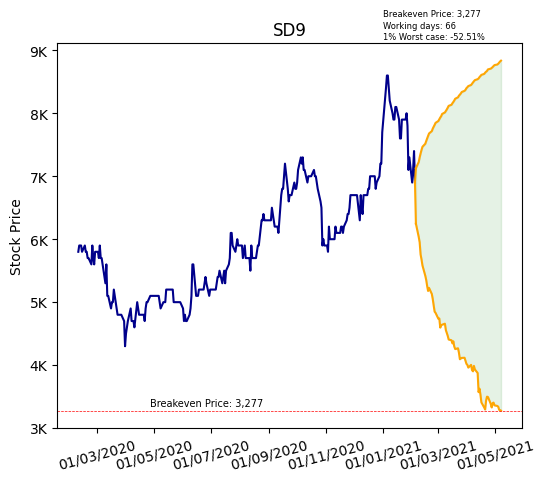 Breakeven Price: 3,277
Working days: 66
1% Worst case: -52.51%
SD9
9K
8K
7K
6K
5K
4K
3K
Stock Price
Breakeven Price: 3,277
01/03/2020
01/05/2020
01/07/2020
01/09/2020
01/11/2020
01/01/2021
01/03/2021
01/05/2021